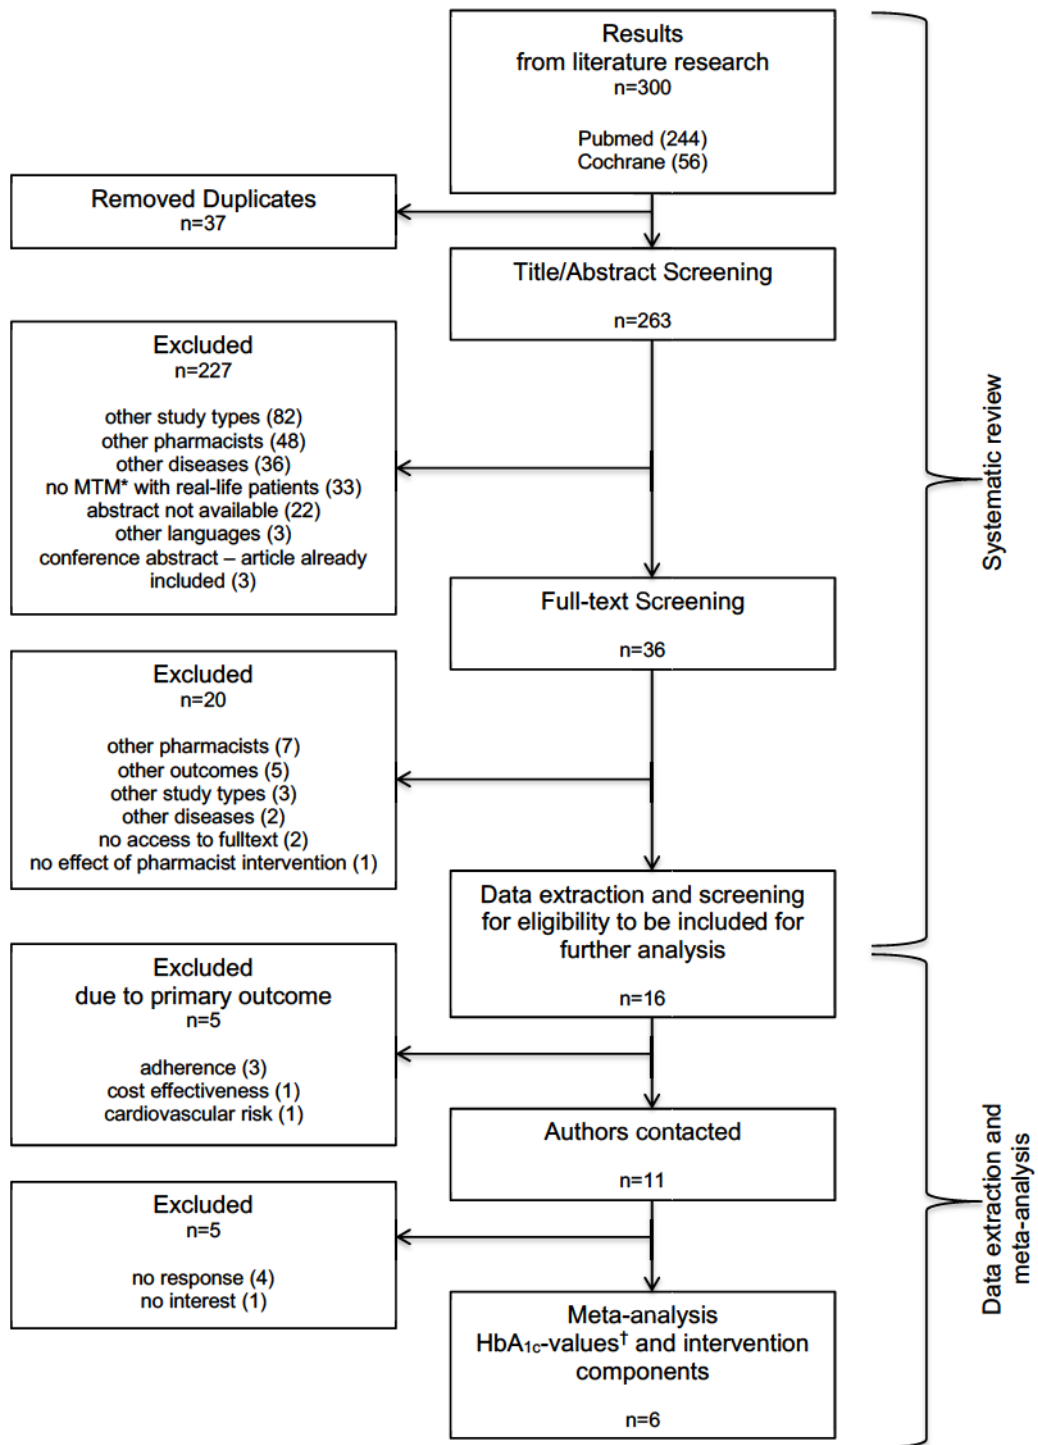 Results
from literature research
n=300
Pubmed (244)
Cochrane (56)
Removed Duplicates
n=37
Title/Abstract Screening
n=263
Excluded
n=227
other study types (82)
other pharmacists (48)
other diseases (36)
no MTM* with real-life patients (33)
abstract not available (22)
other languages (3)
conference abstract – article already
included (3)
Full-text Screening
n=36
Excluded
n=20
other pharmacists (7)
other outcomes (5)
other study types (3)
other diseases (2)
no access to fulltext (2)
no effect of pharmacist intervention (1)
Data extraction and screening
for eligibility to be included for
further analysis
n=16
Excluded
due to primary outcome
n=5
adherence (3)
cost effectiveness (1)
cardiovascular risk (1)
Authors contacted
n=11
Excluded
n=5
no response (4)
no interest (1)
Meta-analysis
HbA1c-values† and intervention
components
n=6
Systematic review
Data extraction and
meta-analysis